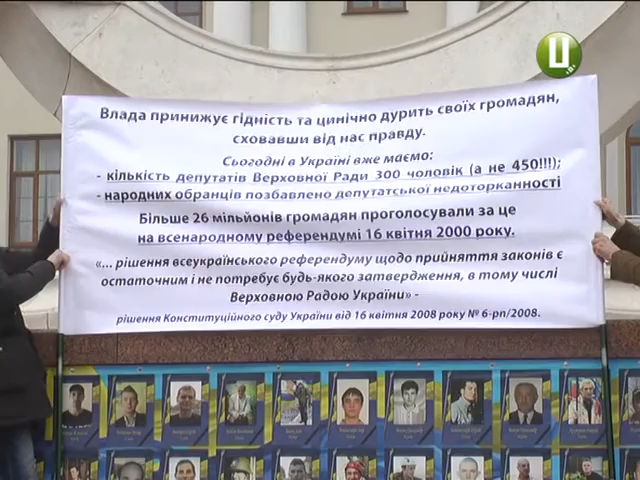 Ц
Влада принижує гідність та цинічно дурить своїх громадян,
сховавши від нас правду.
Сьогодні в Україні вже маємо:
- кількість депутатів Верховної Ради 300 чоловік (а не 450!!!);
- народних обранців позбавлено депутатської недоторканності
Більше 26 мільйонів громадян проголосували за це
на всенародному референдумі 16 квітня 2000 року.
«... рішення всеукраїнського референдуму щодо прийняття законів є
остаточним і не потребує будь-якого затвердження, в тому числі
Верховною Радою України» -
рішення Конституційного суду України від 16 квітня 2008 року № 6-рп/2008.